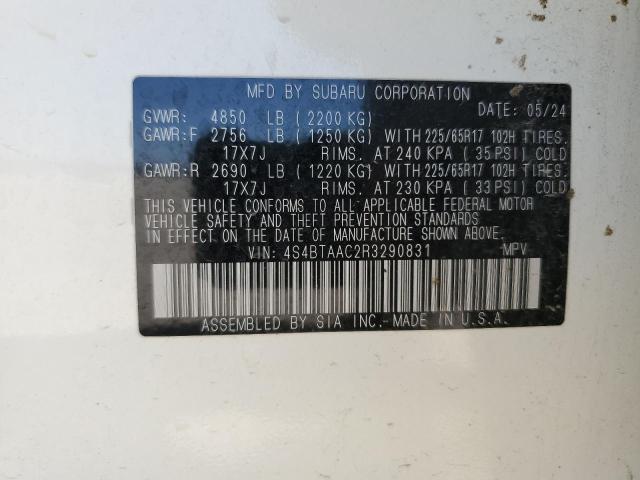 MFD BY SUBARU CORPORATION
DATE: 05/24
GVWR: 4850 LB (2200 KG)
GAWR:F 2756 LB (1250 KG) WITH 225/65R17 102H TIRES.
17X7J RIMS. AT 240 KPA (35 PSI) COLD
GAWR:R 2690 LB (1220 KG) WITH 225/65R17 102H TIRES.
17X7J RIMS. AT 230 KPA (33 PSI) COLD
THIS VEHICLE CONFORMS TO ALL APPLICABLE FEDERAL MOTOR
VEHICLE SAFETY AND THEFT PREVENTION STANDARDS
IN EFFECT ON THE DATE OF MANUFACTURE SHOWN ABOVE.
VIN: 4S4BTAAC2R3290831 MPV
ASSEMBLED BY SIA INC.-MADE IN U.S.A.